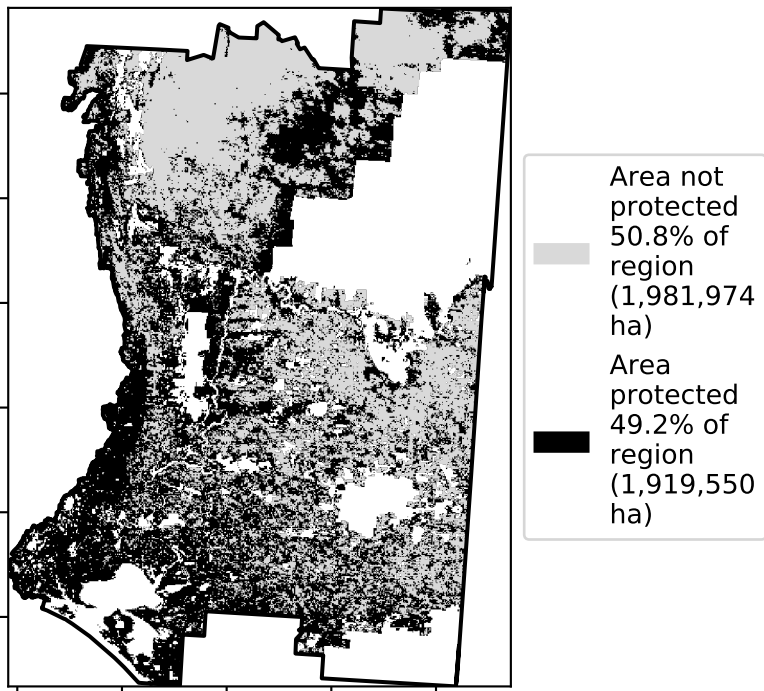 Area not
protected
50.8% of
region
(1,981,974
ha)
Area
protected
49.2% of
region
(1,919,550
ha)